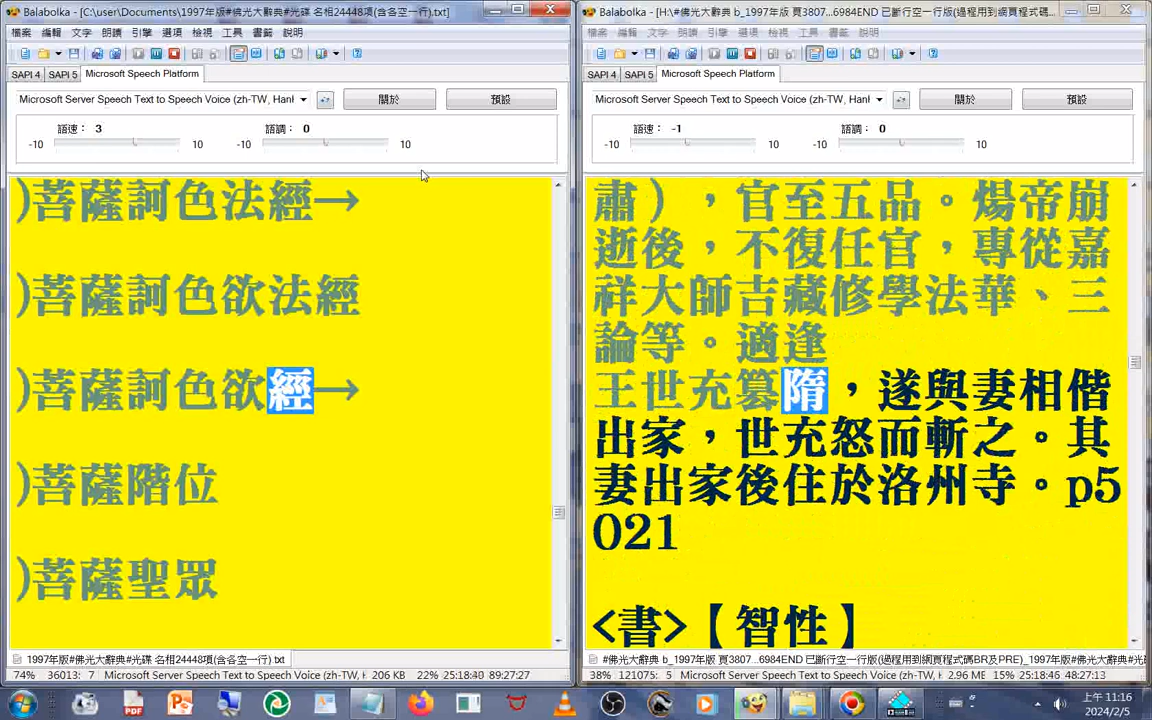 Balabolka - [C:\user\Documents\1997年版#佛光大辭典#光碟 名相24448項(含各空一行).txt]
檔案 編輯 文字 朗讀 引擎 選項 檢視 工具 書籤 說明
SAPI 4 SAPI 5 Microsoft Speech Platform
Microsoft Server Speech Text to Speech Voice (zh-TW, Hanl
關於 預設
語速： 3 語調： 0
-10 10 -10 10
)菩薩訶色法經→
)菩薩訶色欲法經
)菩薩訶色欲經→
)菩薩階位
)菩薩聖眾
1997年版#佛光大辭典#光碟 名相24448項(含各空一行).txt
74% 36013: 7 Microsoft Server Speech Text to Speech Voice (zh-TW, Han 206 KB 22% 25:18:40 89:27:27
Balabolka - [H:\#佛光大辭典 b_1997年版 頁3807...6984END 已斷行空一行版(過程用到網頁程式碼...
檔案 編輯 文字 朗讀 引擎 選項 檢視 工具 書籤 說明
SAPI 4 SAPI 5 Microsoft Speech Platform
Microsoft Server Speech Text to Speech Voice (zh-TW, Hanl
關於 預設
語速： -1 語調： 0
-10 10 -10 10
肅），官至五品。煬帝崩
逝後，不復任官，專從嘉
祥大師吉藏修學法華、三
論等。適逢
王世充篡隋，遂與妻相偕
出家，世充怒而斬之。其
妻出家後住於洛州寺。p5
021
<書>【智性】
#佛光大辭典 b_1997年版 頁3807...6984END 已斷行空一行版(過程用到網頁程式碼BR及PRE)_1997年版#佛光
38% 121075: 5 Microsoft Server Speech Text to Speech Voice (zh-TW, H 2.96 MB 15% 25:18:46 48:27:13
上午 11:16
2024/2/5